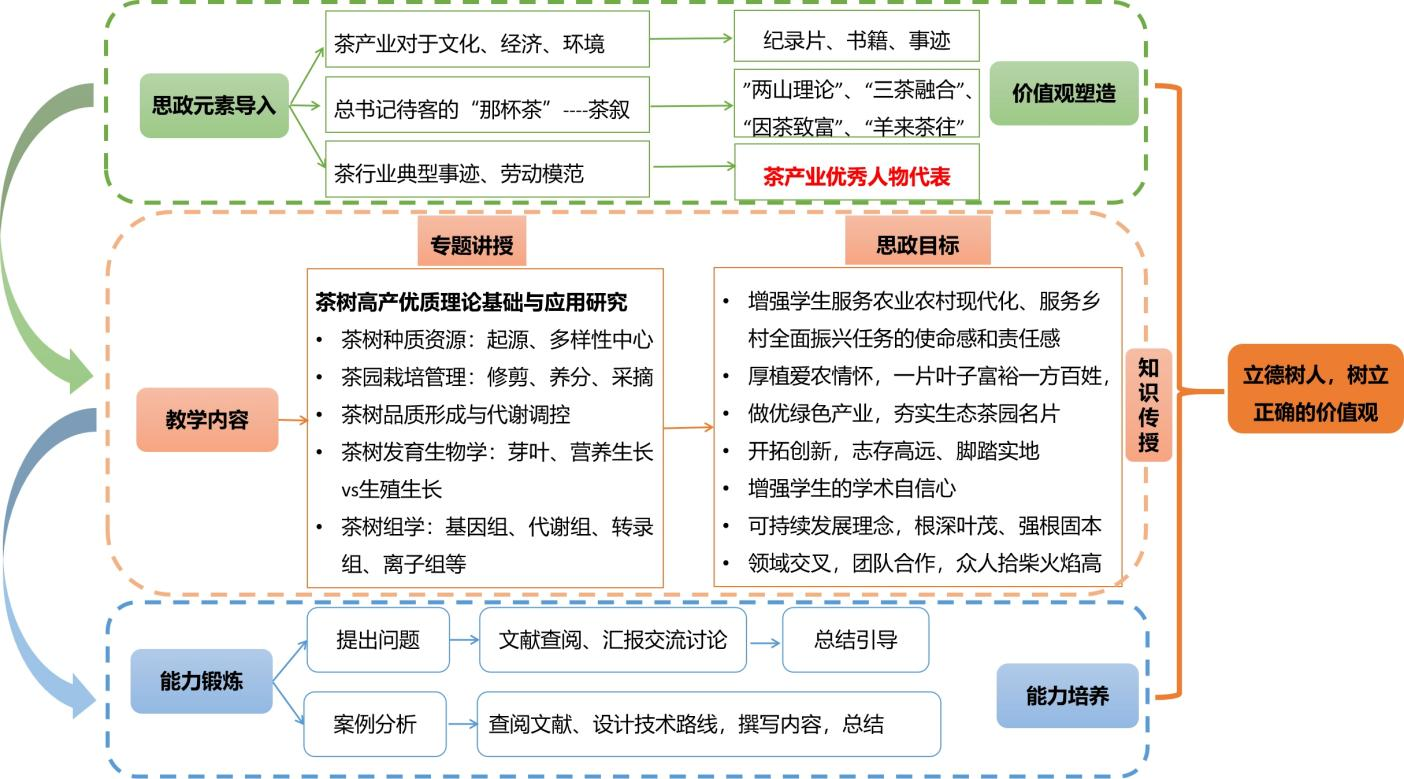 思政元素导入
茶产业对于文化、经济、环境
纪录片、书籍、事迹
总书记待客的“那杯茶”----茶叙
”两山理论”、“三茶融合”、
“因茶致富”、“羊来茶往”
茶行业典型事迹、劳动模范
茶产业优秀人物代表
价值观塑造
教学内容
专题讲授
茶树高产优质理论基础与应用研究
• 茶树种质资源：起源、多样性中心
• 茶园栽培管理：修剪、养分、采摘
• 茶树品质形成与代谢调控
• 茶树发育生物学：芽叶、营养生长
vs生殖生长
• 茶树组学：基因组、代谢组、转录
组、离子组等
思政目标
• 增强学生服务农业农村现代化、服务乡
村全面振兴任务的使命感和责任感
• 厚植爱农情怀，一片叶子富裕一方百姓，
• 做优绿色产业，夯实生态茶园名片
• 开拓创新，志存高远、脚踏实地
• 增强学生的学术自信心
• 可持续发展理念，根深叶茂、强根固本
• 领域交叉，团队合作，众人拾柴火焰高
知
识
传
授
能力锻炼
提出问题
文献查阅、汇报交流讨论
总结引导
案例分析
查阅文献、设计技术路线，撰写内容，总结
能力培养
立德树人，树立
正确的价值观